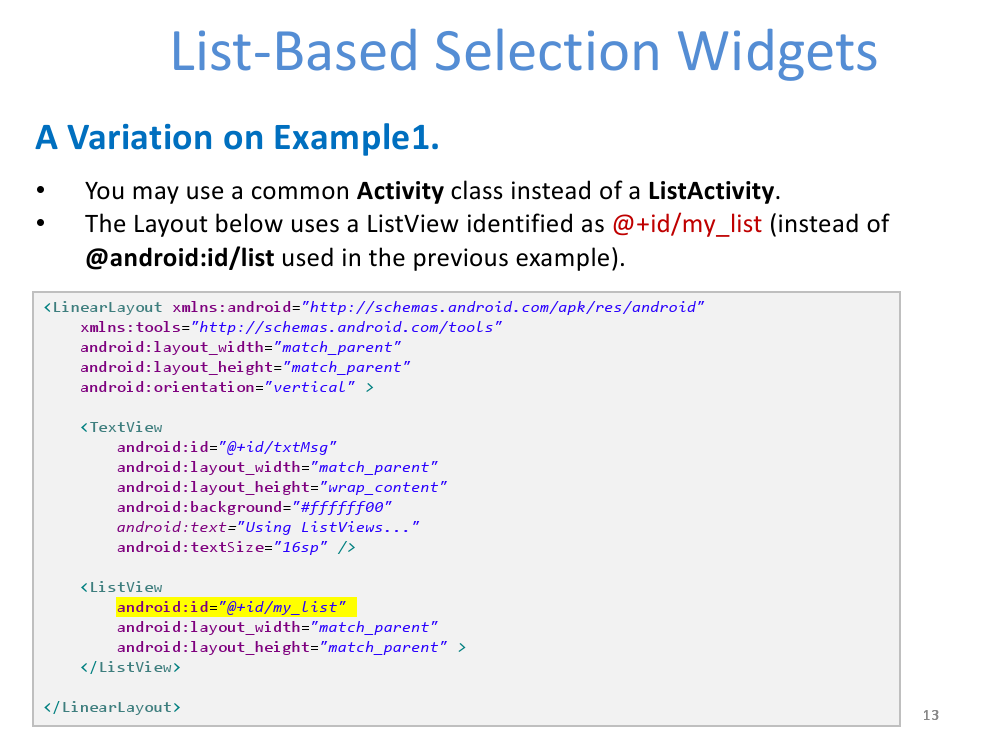 List-Based Selection Widgets
A Variation on Example1.
• You may use a common Activity class instead of a ListActivity.
• The Layout below uses a ListView identified as @+id/my_list (instead of
@android:id/list used in the previous example).
<LinearLayout xmlns:android="http://schemas.android.com/apk/res/android"
    xmlns:tools="http://schemas.android.com/tools"
    android:layout_width="match_parent"
    android:layout_height="match_parent"
    android:orientation="vertical" >
    <TextView
        android:id="@+id/txtMsg"
        android:layout_width="match_parent"
        android:layout_height="wrap_content"
        android:background="#ffffff00"
        android:text="Using ListViews..."
        android:textSize="16sp" />
    <ListView
        android:id="@+id/my_list"
        android:layout_width="match_parent"
        android:layout_height="match_parent" >
    </ListView>
</LinearLayout>
13